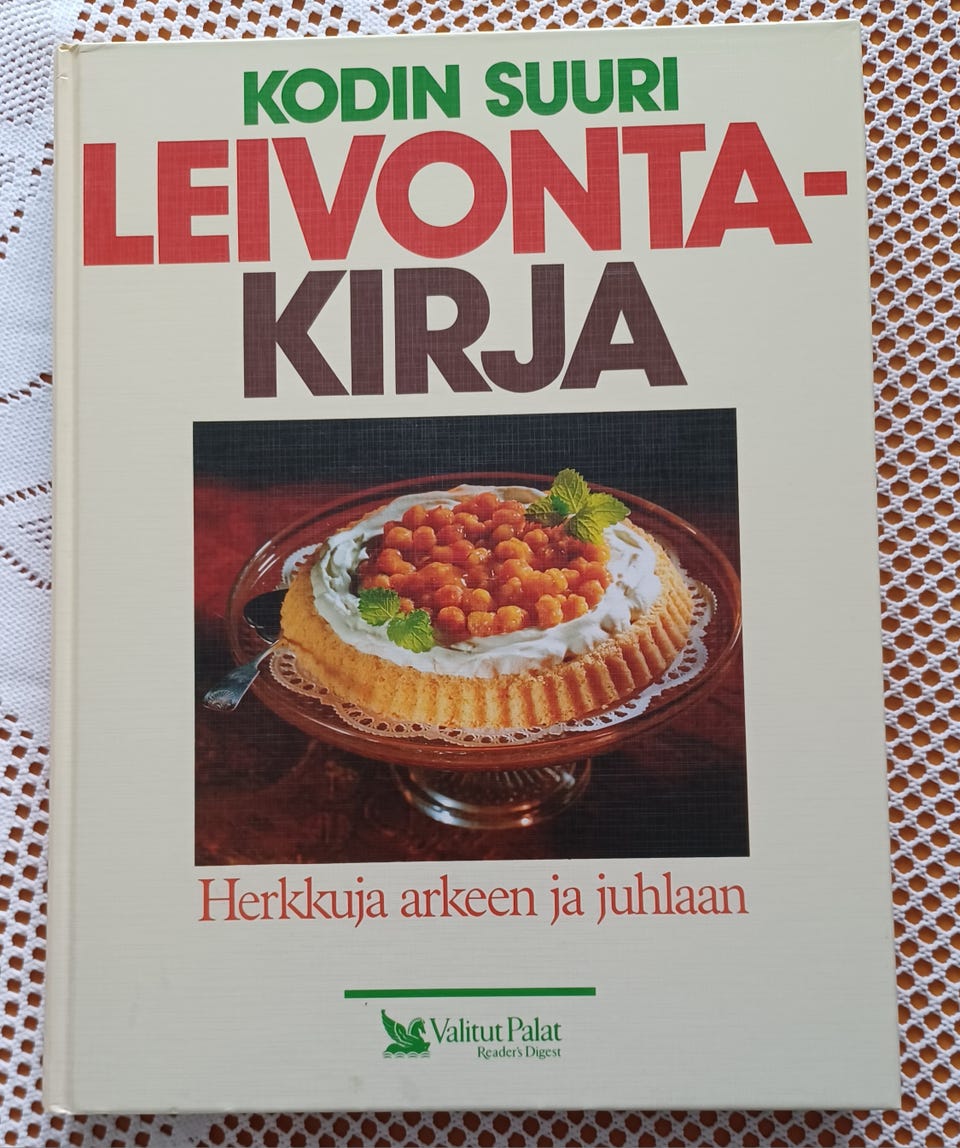 KODIN SUURI
LEIVONTA-
KIRJA
Herkkuja arkeen ja juhlaan
Valitut Palat
Reader's Digest